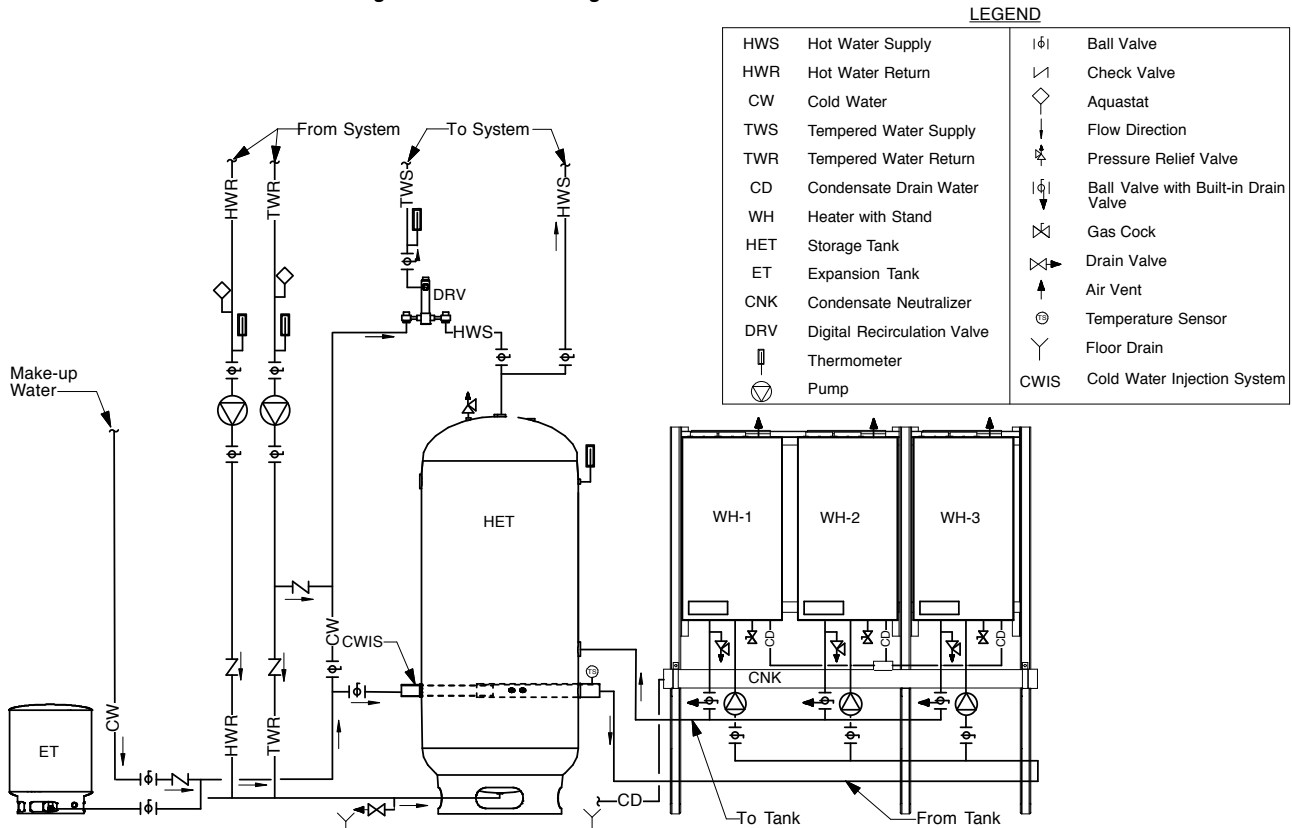 LEGEND
HWS Hot Water Supply
HWR Hot Water Return
CW Cold Water
TWS Tempered Water Supply
TWR Tempered Water Return
CD Condensate Drain Water
WH Heater with Stand
HET Storage Tank
ET Expansion Tank
CNK Condensate Neutralizer
DRV Digital Recirculation Valve
Thermometer
Pump
Ball Valve
Check Valve
Aquastat
Flow Direction
Pressure Relief Valve
Ball Valve with Built-in Drain
Valve
Gas Cock
Drain Valve
Air Vent
TS Temperature Sensor
Floor Drain
CWIS Cold Water Injection System
From System
To System
HWR
TWR
TWS
HWS
DRV
HWS
Make-up
Water
HET
WH-1
WH-2
WH-3
CW
CWIS
TS
CD
CD
CD
CNK
CW
ET
HWR
TWR
CD
To Tank
From Tank